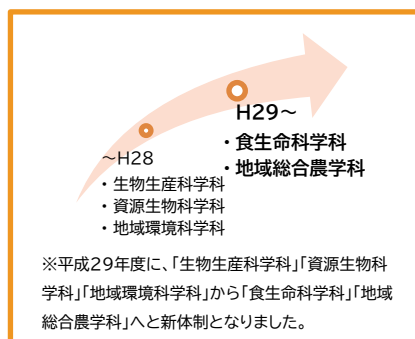 H29～
・食生命科学科
・地域総合農学科
～H28
・生物生産科学科
・資源生物科学科
・地域環境科学科
※平成29年度に、「生物生産科学科」「資源生物科
学科」「地域環境科学科」から「食生命科学科」「地域
総合農学科」へと新体制となりました。